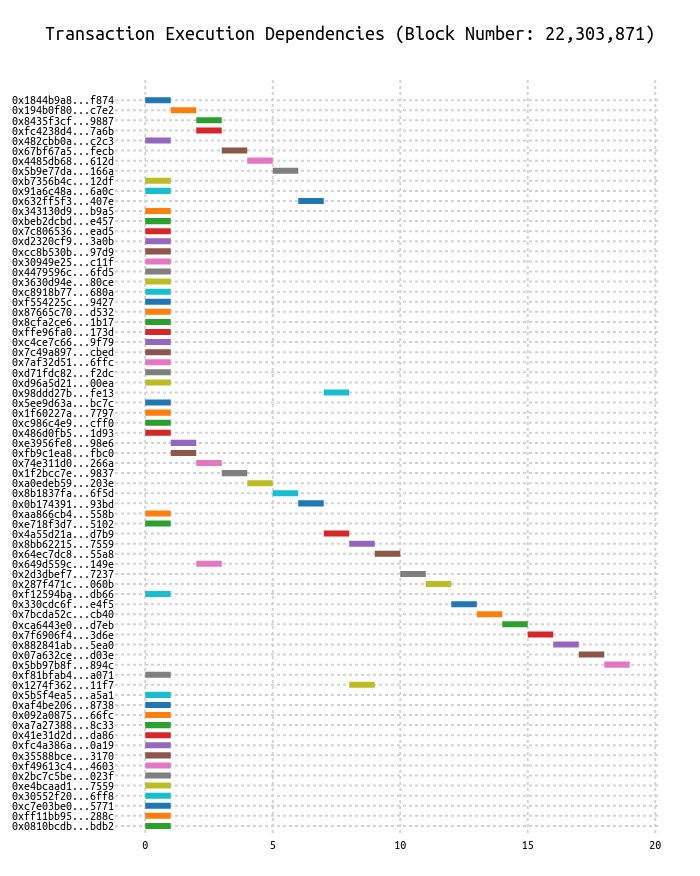 Transaction Execution Dependencies (Block Number: 22,303,871)
0x1844b9a8...f874
0x194b0f80...c7e2
0x8435f3cf...9887
0xfc4238d4...7a6b
0x482cbb0a...c2c3
0x67bf67a5...fecb
0x4485db68...612d
0x5b9e77da...166a
0xb7356b4c...12df
0x91a6c48a...6a0c
0x632ff5f3...407e
0x343130d9...b9a5
0xbeb2dcbd...e457
0x7c806536...ead5
0xd2320cf9...3a0b
0xcc8b530b...97d9
0x30949e25...c11f
0x4479596c...6fd5
0x3630d94e...80ce
0xc8918b77...680a
0xf554225c...9427
0x87665c70...d532
0x8cfa2ce6...1b17
0xffe96fa0...173d
0xc4ce7c66...9f79
0x7c49a897...cbed
0x7af32d51...6ffc
0xd71fdc82...f2dc
0xd96a5d21...00ea
0x98ddd27b...fe13
0x5ee9d63a...bc7c
0x1f60227a...7797
0xc986c4e9...cff0
0x486d0fb5...1d93
0xe3956fe8...98e6
0xfb9c1ea8...fbc0
0x74e311d0...266a
0x1f2bcc7e...9837
0xa0edeb59...203e
0x8b1837fa...6f5d
0x0b174391...93bd
0xaa866cb4...558b
0xe718f3d7...5102
0x4a55d21a...d7b9
0x8bb62215...7559
0x64ec7dc8...55a8
0x649d559c...149e
0x2d3dbef7...7237
0x287f471c...060b
0xf12594ba...db66
0x330cdc6f...e4f5
0x7bcda52c...cb40
0xca6443e0...d7eb
0x7f6906f4...3d6e
0x882841ab...5ea0
0x07a632ce...d03e
0x5bb97b8f...894c
0xf81bfab4...a071
0x1274f362...11f7
0x5b5f4ea5...a5a1
0xaf4be206...8738
0x092a0875...66fc
0xa7a27388...8c33
0x41e31d2d...da86
0xfc4a386a...0a19
0x35588bce...3170
0xf49613c4...4603
0x2bc7c5be...023f
0xe4bcaad1...7559
0x30552f20...6ff8
0xc7e03be0...5771
0xff11bb95...288c
0x0810bcdb...bdb2
0 5 10 15 20